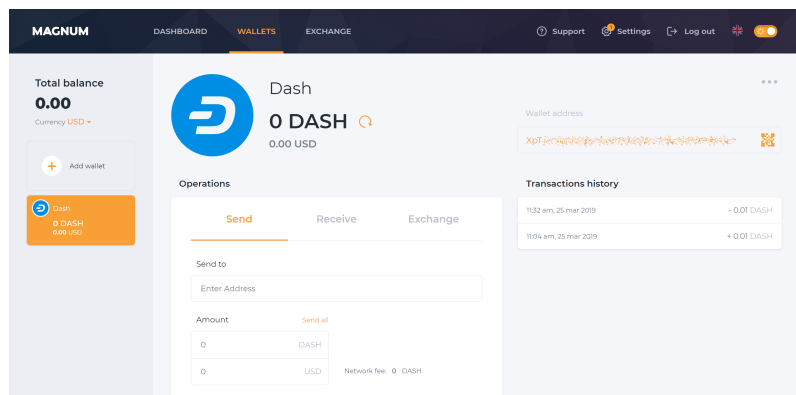 MAGNUM
DASHBOARD WALLETS EXCHANGE
Support Settings Log out
Total balance
0.00
Currency USD
Add wallet
Dash
0 DASH
0.00 USD
Dash
0 DASH
0.00 USD
Wallet address
XpT
Operations
Send Receive Exchange
Send to
Enter Address
Amount Send all
0 DASH
0 USD
Network fee: 0 DASH
Transactions history
11:32 am, 25 mar 2019 - 0.01 DASH
11:04 am, 25 mar 2019 + 0.01 DASH